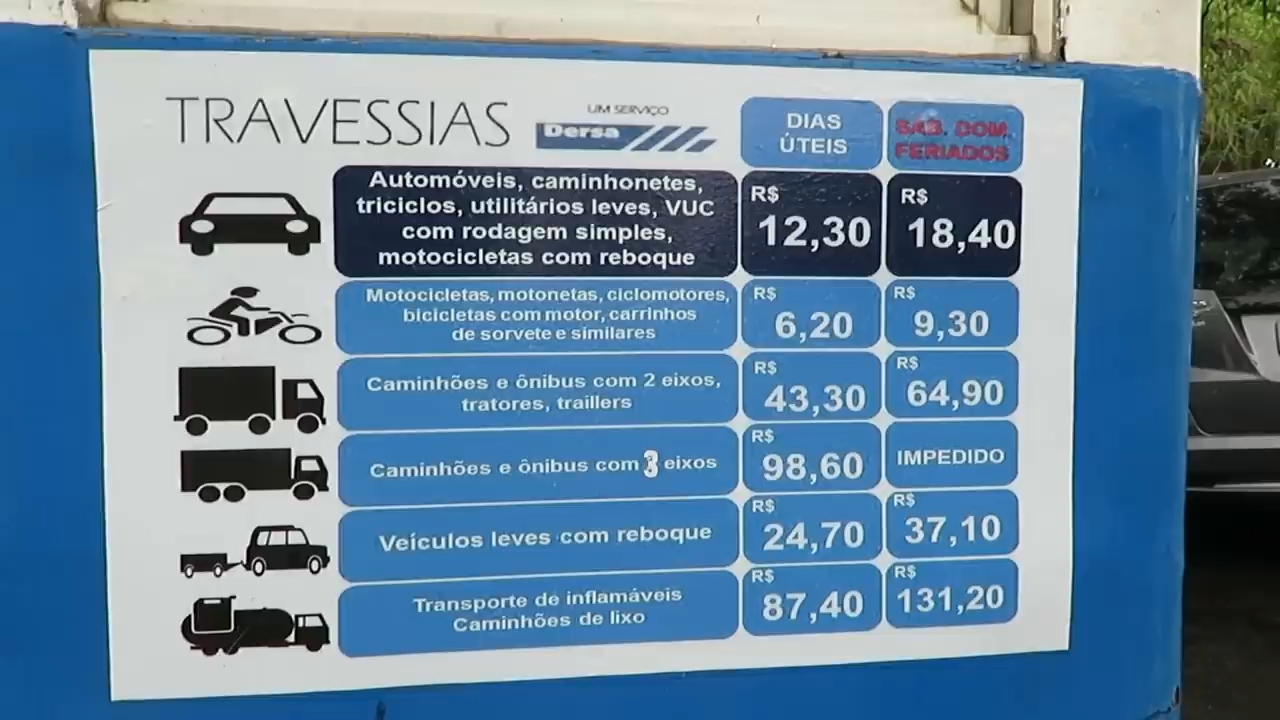 TRAVESSIAS
UM SERVIÇO
Dersa
DIAS
ÚTEIS
SAB. DOM.
FERIADOS
Automóveis, caminhonetes,
triciclos, utilitários leves, VUC
com rodagem simples,
motocicletas com reboque
R$
12,30
R$
18,40
Motocicletas, motonetas, ciclomotores,
bicicletas com motor, carrinhos
de sorvete e similares
R$
6,20
R$
9,30
Caminhões e ônibus com 2 eixos,
tratores, traillers
R$
43,30
R$
64,90
Caminhões e ônibus com 3 eixos
R$
98,60
IMPEDIDO
Veículos leves com reboque
R$
24,70
R$
37,10
Transporte de inflamáveis
Caminhões de lixo
R$
87,40
R$
131,20